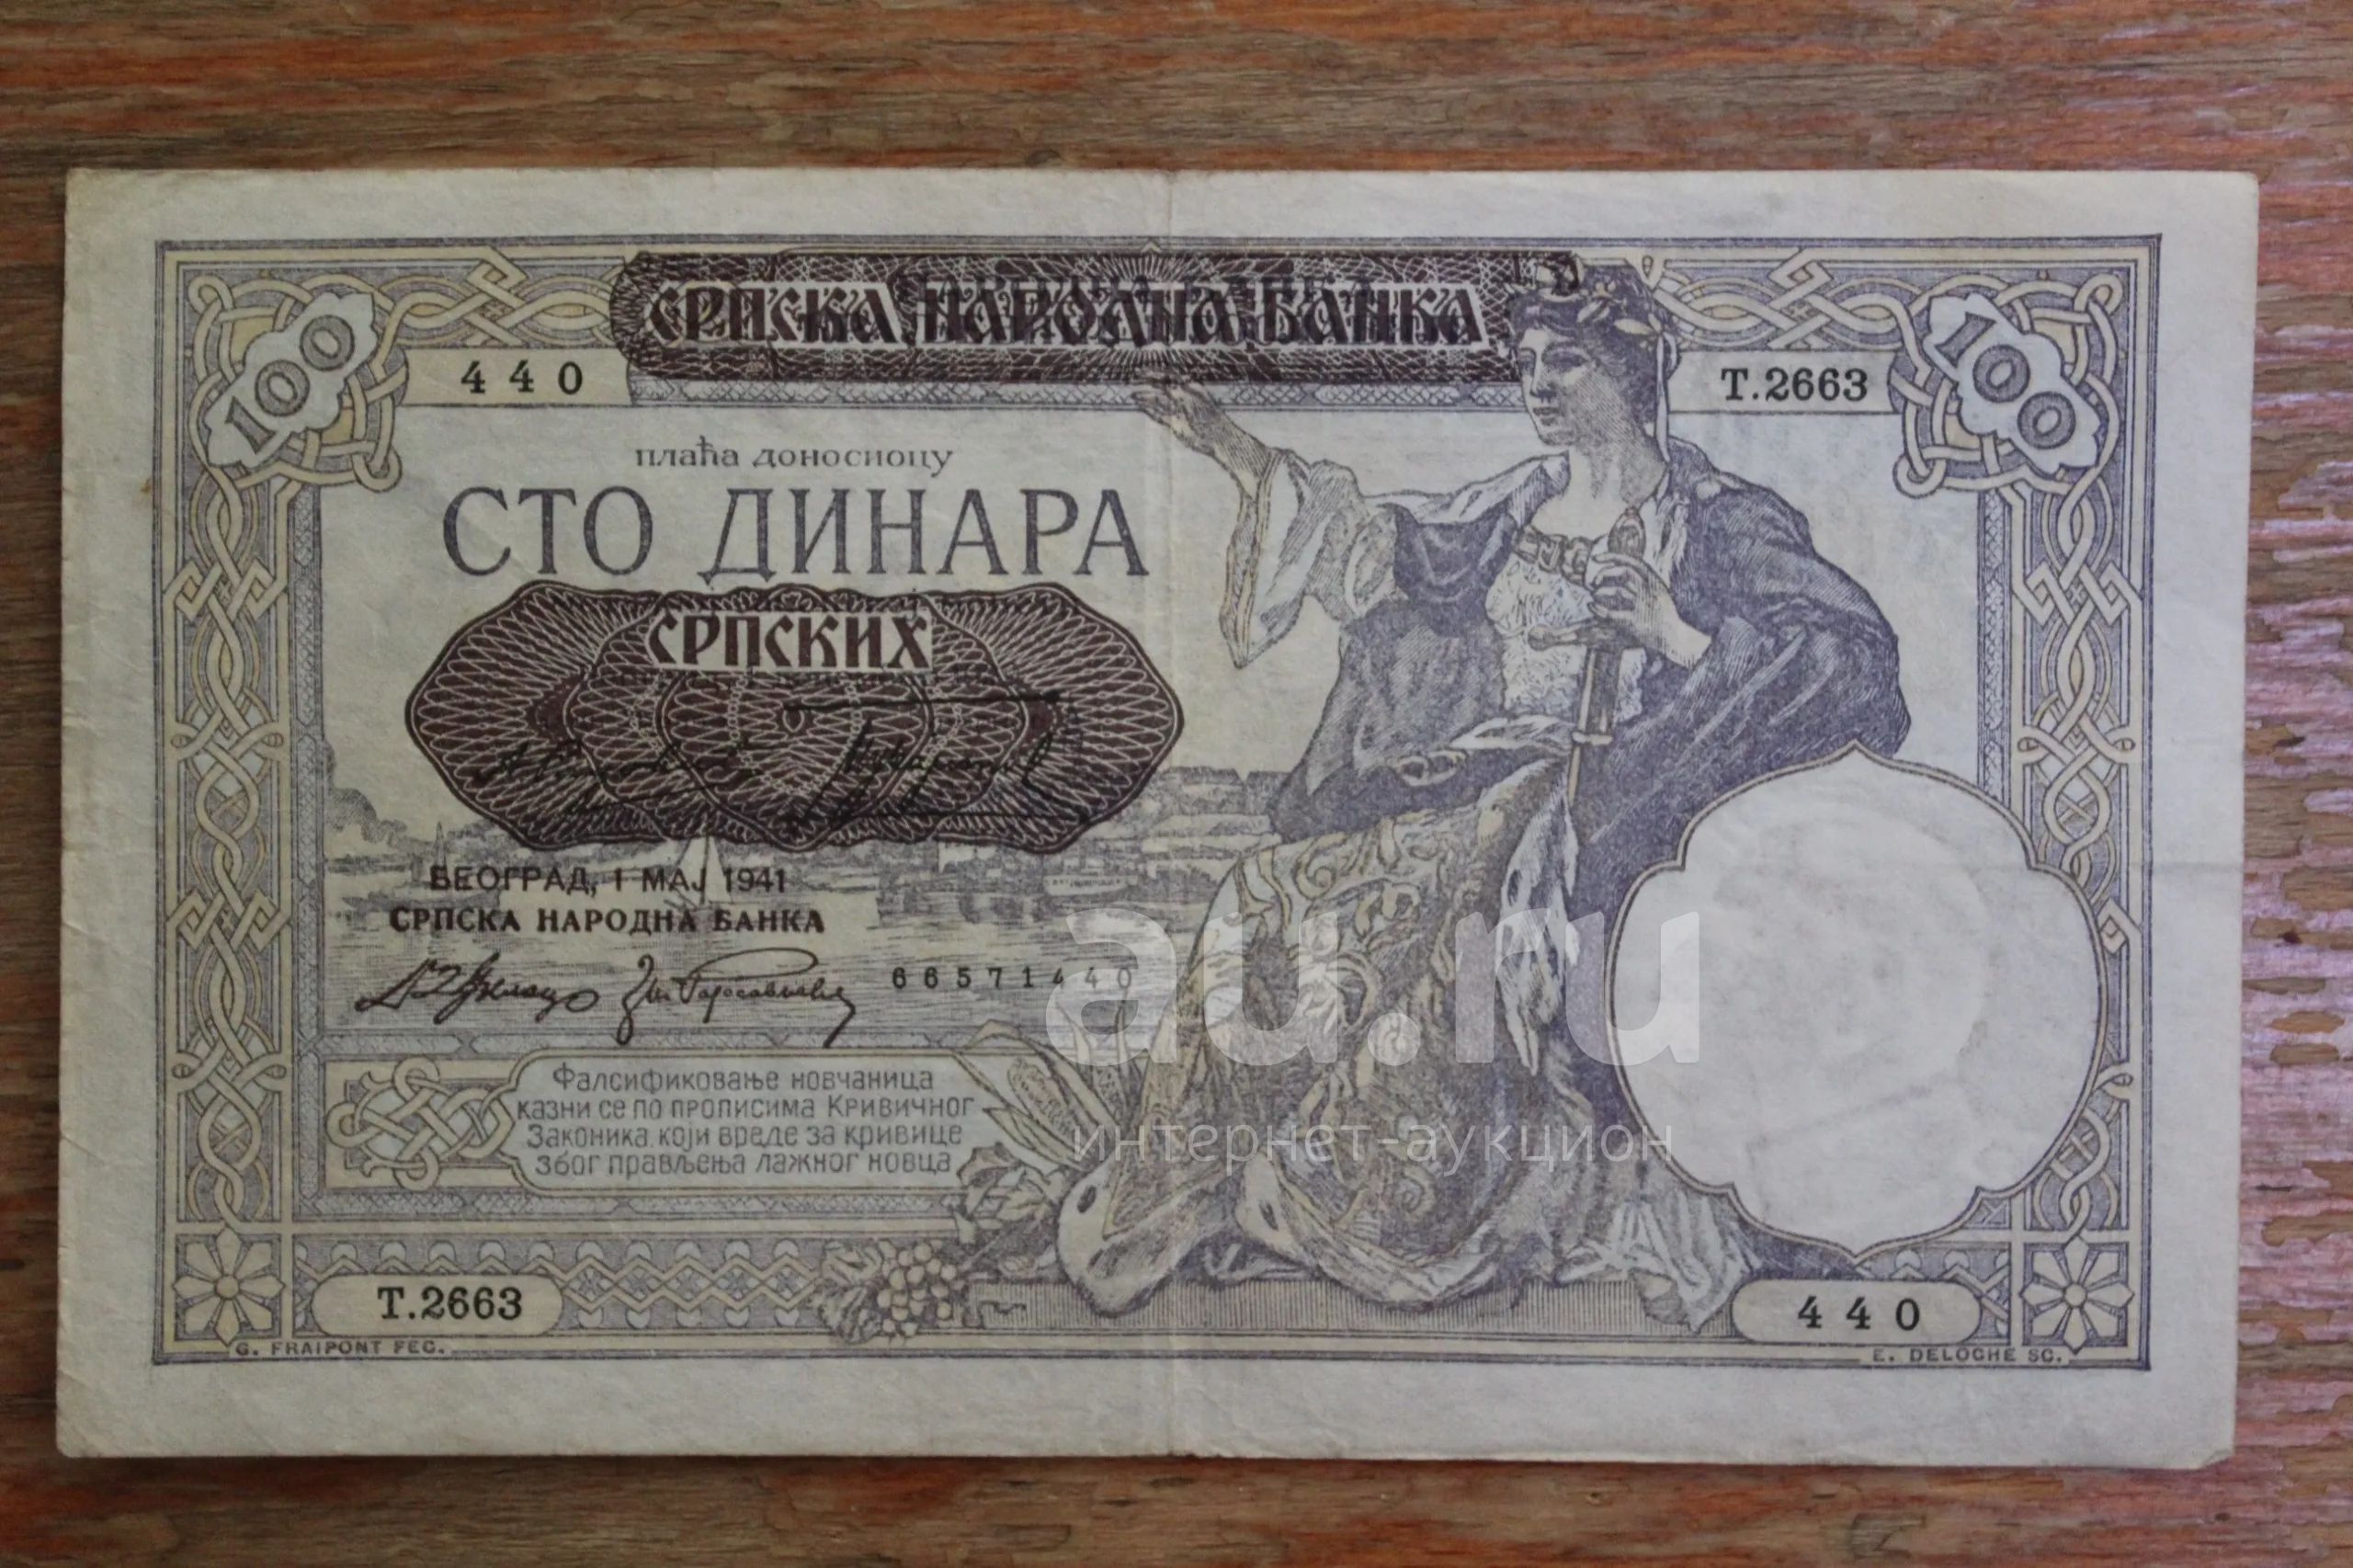 100
СРПСКА НАРОДНА БАНКА
100
440
Т.2663
плаћа доносиоцу
СТО ДИНАРА
СРПСКИХ
БЕОГРАД, 1 МАЈ 1941
СРПСКА НАРОДНА БАНКА
66571440
au.ru
Фалсификовање новчаница
казни се по прописима Кривичног
Законика, који вреде за кривице
због прављења лажног новца
интернет-аукцион
Т.2663
440
G. FRAIPONT FEC.
E. DELOCHE SC.